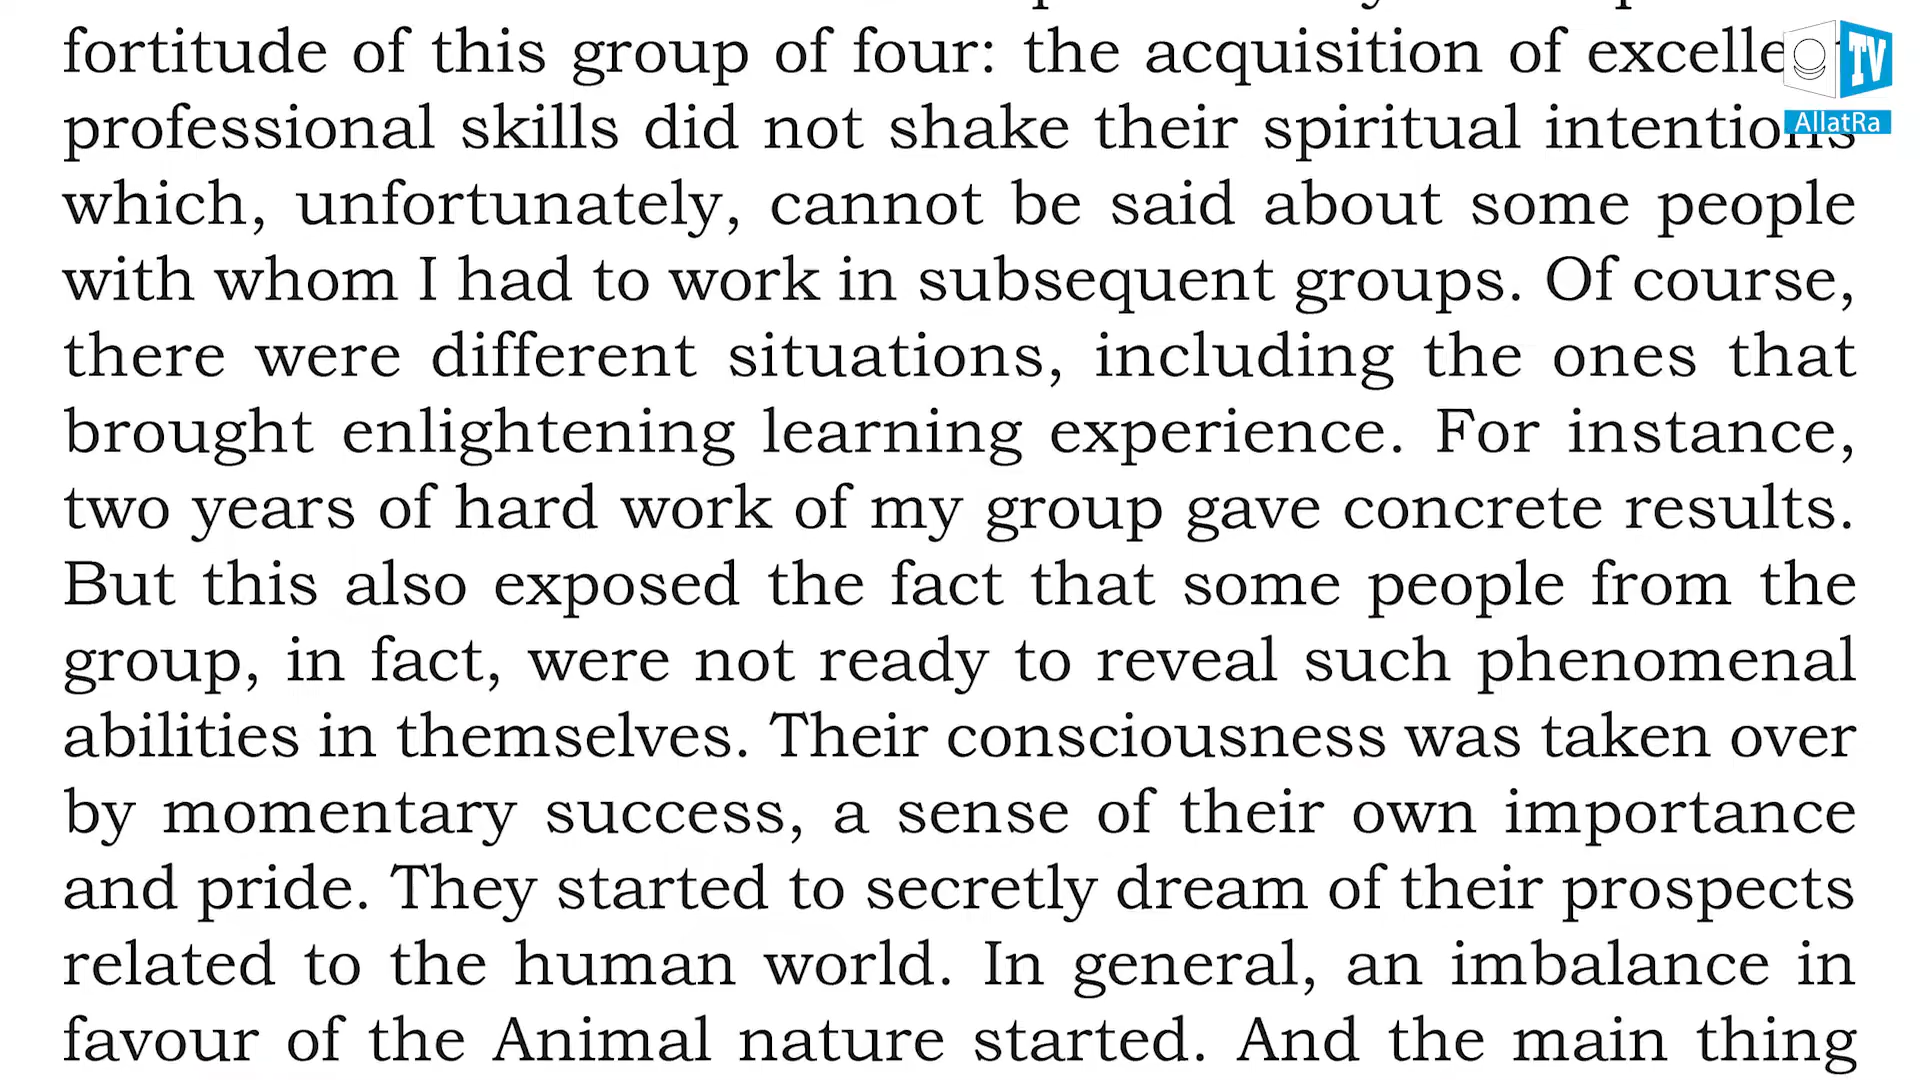 fortitude of this group of four: the acquisition of
professional skills did not shake their spiritual intentions
which, unfortunately, cannot be said about some people
with whom I had to work in subsequent groups. Of course,
there were different situations, including the ones that
brought enlightening learning experience. For instance,
two years of hard work of my group gave concrete results.
But this also exposed the fact that some people from the
group, in fact, were not ready to reveal such phenomenal
abilities in themselves. Their consciousness was taken over
by momentary success, a sense of their own importance
and pride. They started to secretly dream of their prospects
related to the human world. In general, an imbalance in
favour of the Animal nature started. And the main thing
TV
AllatRa